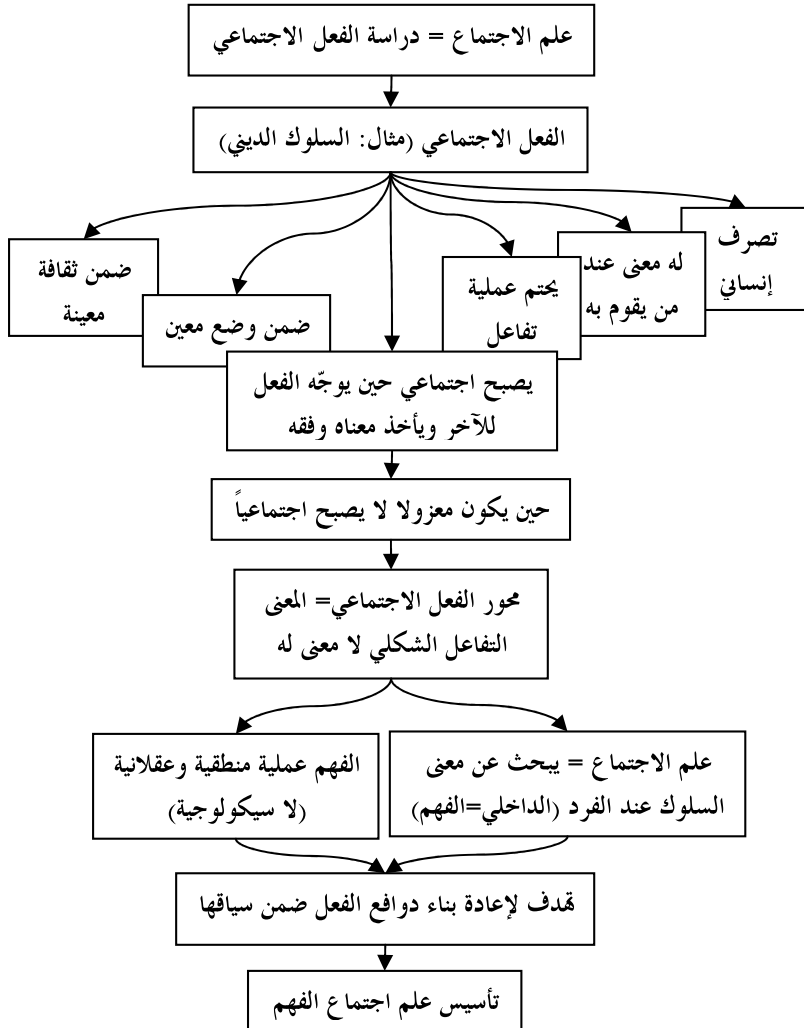 علم الاجتماع = دراسة الفعل الاجتماعي
الفعل الاجتماعي (مثال: السلوك الديني)
تصرف
إنساني
له معنى عند
من يقوم به
يحتم عملية
تفاعل
ضمن وضع معين
ضمن ثقافة
معينة
يصبح اجتماعي حين يوجّه الفعل
للآخر ويأخذ معناه وفقه
حين يكون معزولا لا يصبح اجتماعياً
محور الفعل الاجتماعي= المعنى
التفاعل الشكلي لا معنى له
علم الاجتماع = يبحث عن معنى
السلوك عند الفرد (الداخلي=الفهم)
الفهم عملية منطقية وعقلانية
(لا سيكولوجية)
تهدف لإعادة بناء دوافع الفعل ضمن سياقها
تأسيس علم اجتماع الفهم